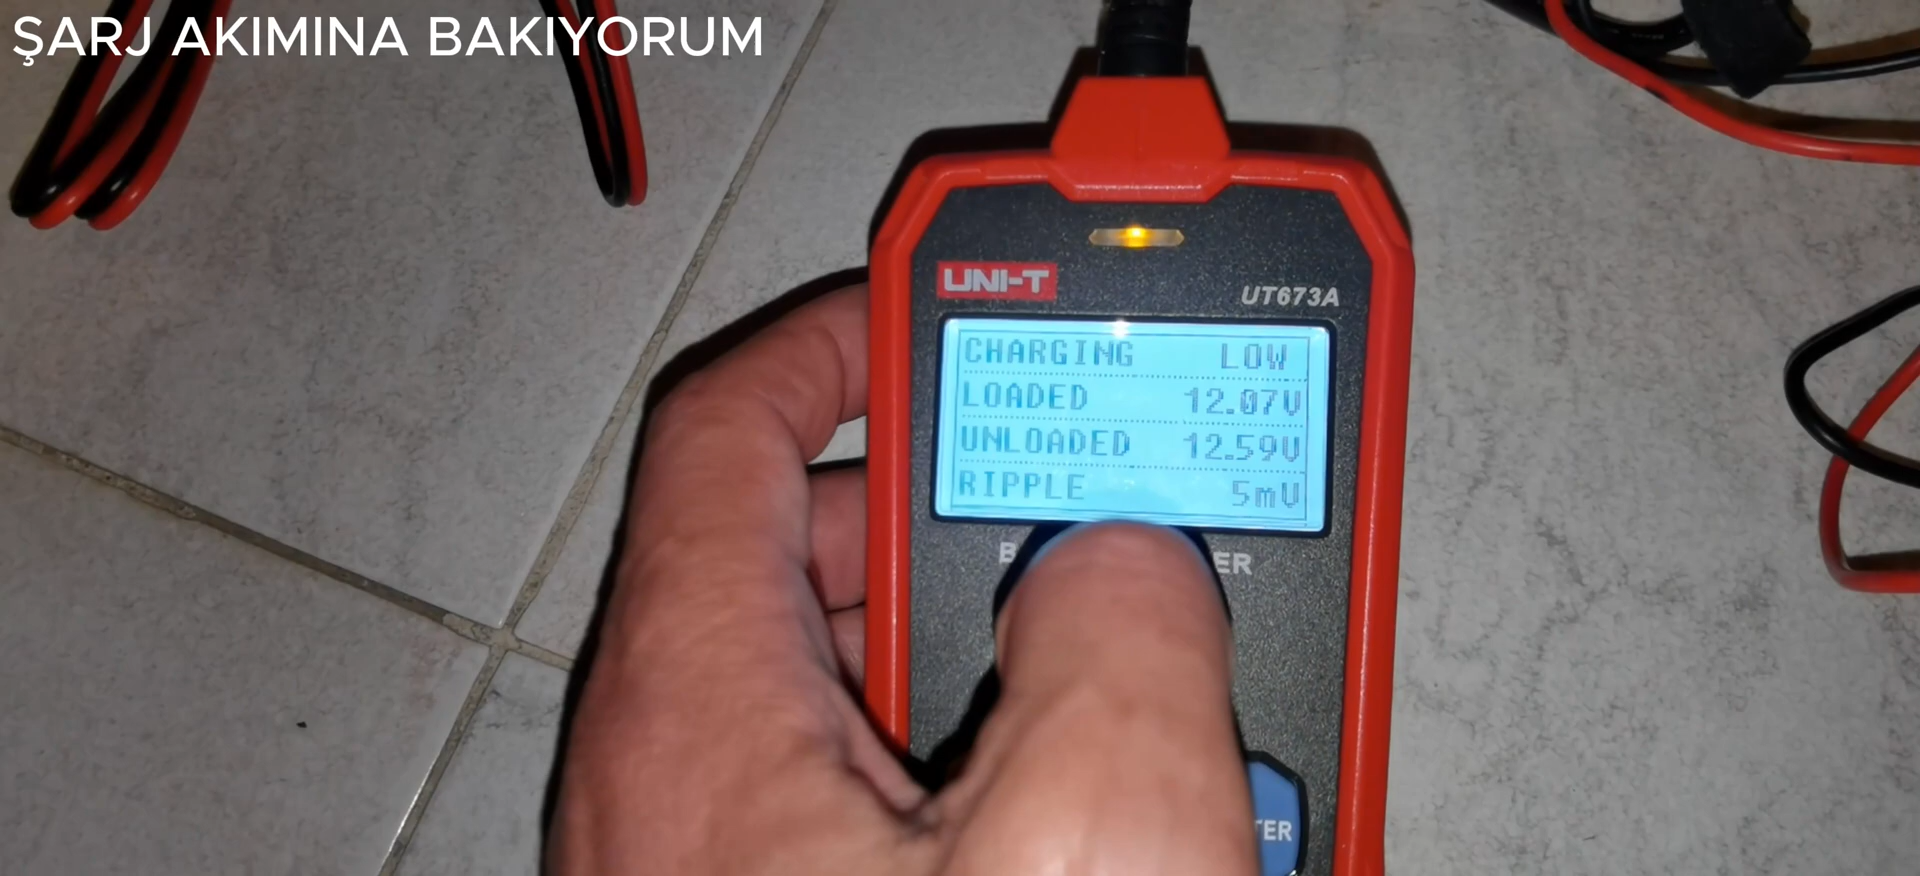 ŞARJ AKIMINA BAKIYORUM
UNI-T
UT673A
CHARGING LOW
LOADED 12.07V
UNLOADED 12.59V
RIPPLE 5mV